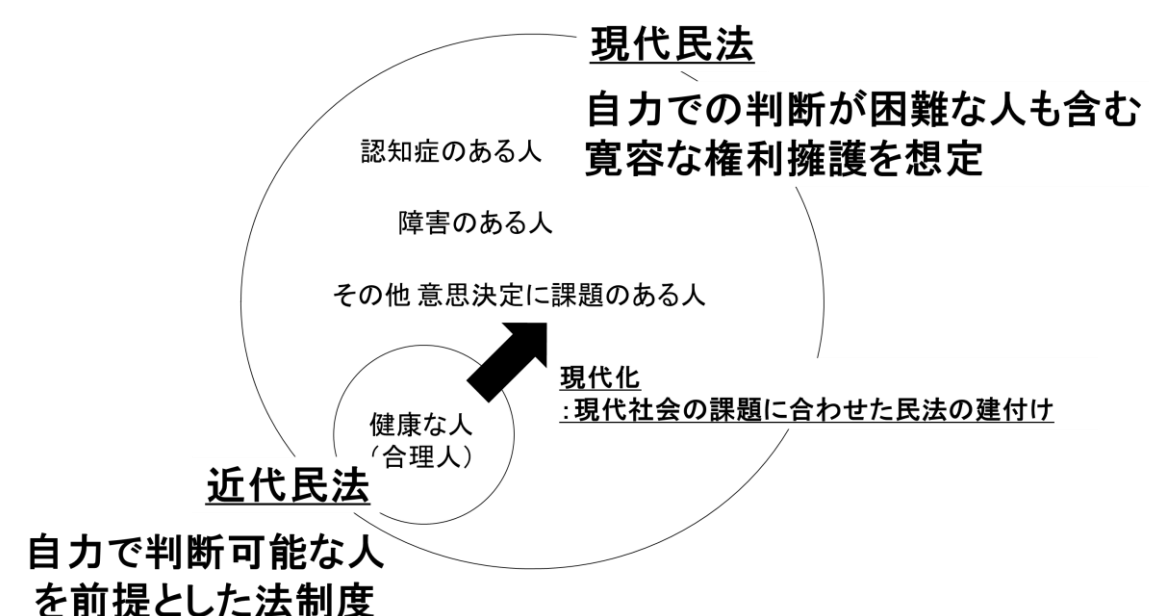 現代民法
自力での判断が困難な人も含む
寛容な権利擁護を想定
認知症のある人
障害のある人
その他 意思決定に課題のある人
現代化
：現代社会の課題に合わせた民法の建付け
健康な人
（合理人）
近代民法
自力で判断可能な人
を前提とした法制度